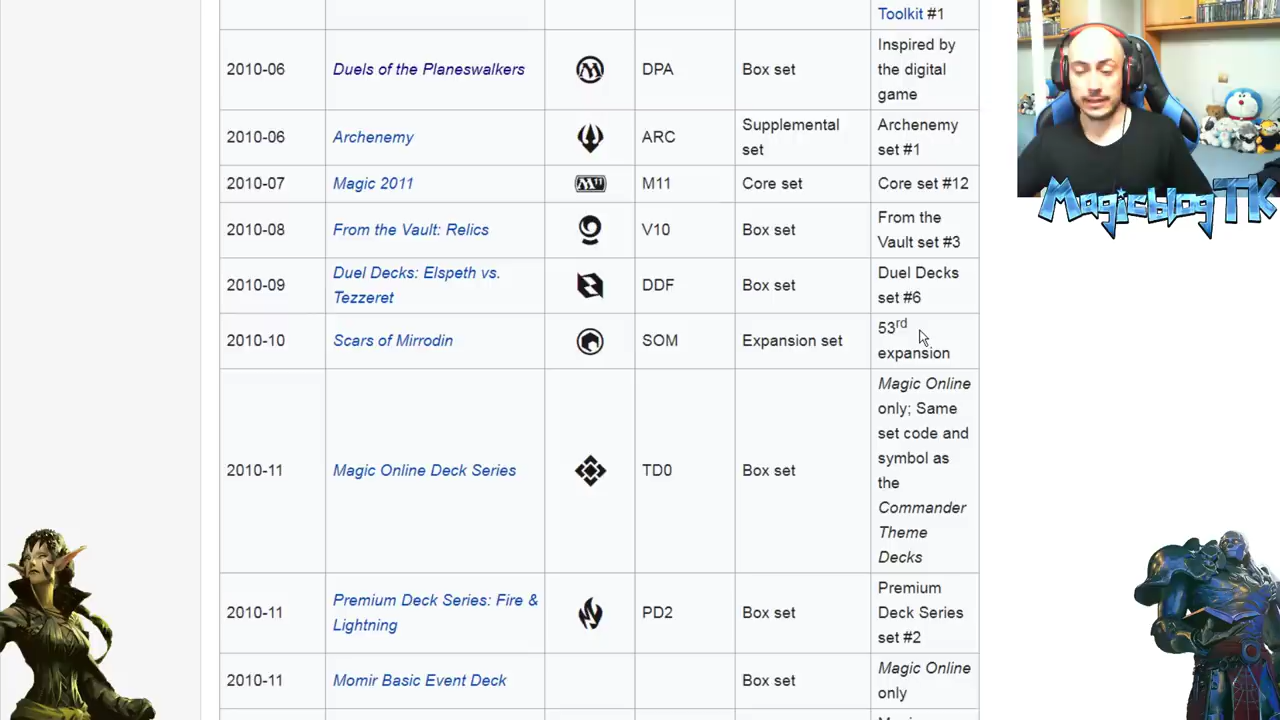 Toolkit #1
2010-06 Duels of the Planeswalkers DPA Box set Inspired by
the digital
game
2010-06 Archenemy ARC Supplemental
set Archenemy
set #1
2010-07 Magic 2011 M11 Core set Core set #12
2010-08 From the Vault: Relics V10 Box set From the
Vault set #3
2010-09 Duel Decks: Elspeth vs.
Tezzeret DDF Box set Duel Decks
set #6
2010-10 Scars of Mirrodin SOM Expansion set 53rd
expansion
2010-11 Magic Online Deck Series TD0 Box set Magic Online
only; Same
set code and
symbol as
the
Commander
Theme
Decks
2010-11 Premium Deck Series: Fire &
Lightning PD2 Box set Premium
Deck Series
set #2
2010-11 Momir Basic Event Deck Box set Magic Online
only
MagicblogTK